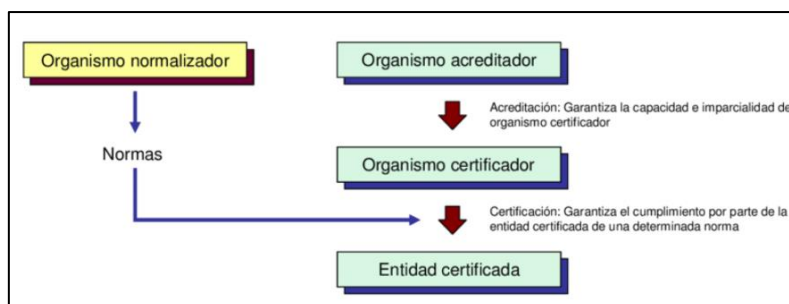 Organismo normalizador
Organismo acreditador
Acreditación: Garantiza la capacidad e imparcialidad de
organismo certificador
Normas
Organismo certificador
Certificación: Garantiza el cumplimiento por parte de la
entidad certificada de una determinada norma
Entidad certificada